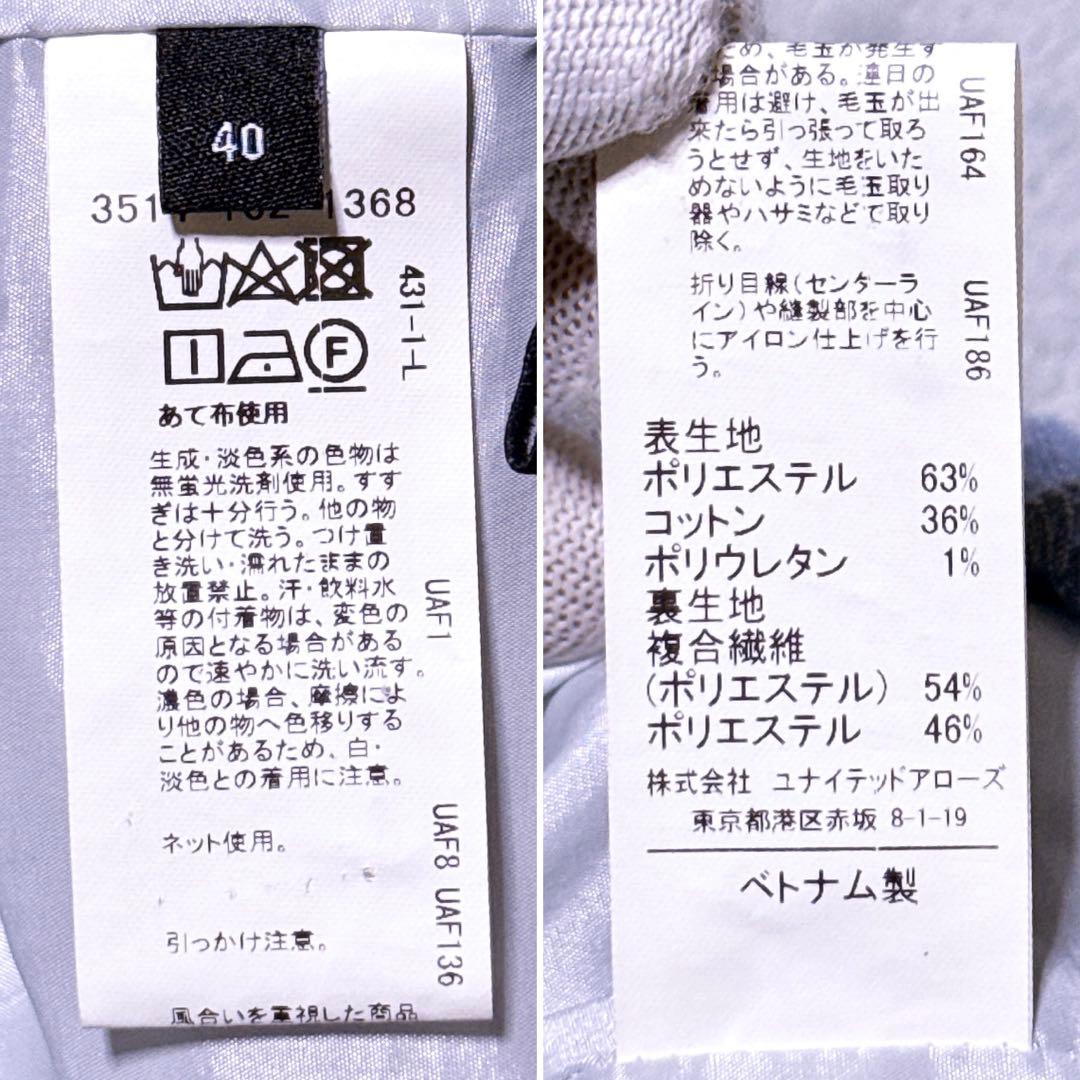 40
1368
431-1-L
F
あて布使用
生成・淡色系の色物は
無蛍光洗剤使用。すす
ぎは十分行う。他の物
と分けて洗う。つけ置
き洗い・濡れたままの
放置禁止。汗・飲料水
等の付着物は、変色の
原因となる場合がある
ので速やかに洗い流す。
濃色の場合、摩擦によ
り他の物へ色移りする
ことがあるため、白・
淡色との着用に注意。
UAF1
ネット使用。
UAF8 UAF136
引っかけ注意。
風合いを重視した商品
ため、毛玉が発生す
場合がある。連日の
着用は避け、毛玉が出
来たら引っ張って取ろ
うとせず、生地をいた
めないように毛玉取り
器やハサミなどで取り
除く。
UAF164
折り目線(センターラ
イン)や縫製部を中心
にアイロン仕上げを行
う。
UAF186
表生地
ポリエステル 63%
コットン 36%
ポリウレタン 1%
裏生地
複合繊維
(ポリエステル) 54%
ポリエステル 46%
株式会社 ユナイテッドアローズ
東京都港区赤坂 8-1-19
ベトナム製